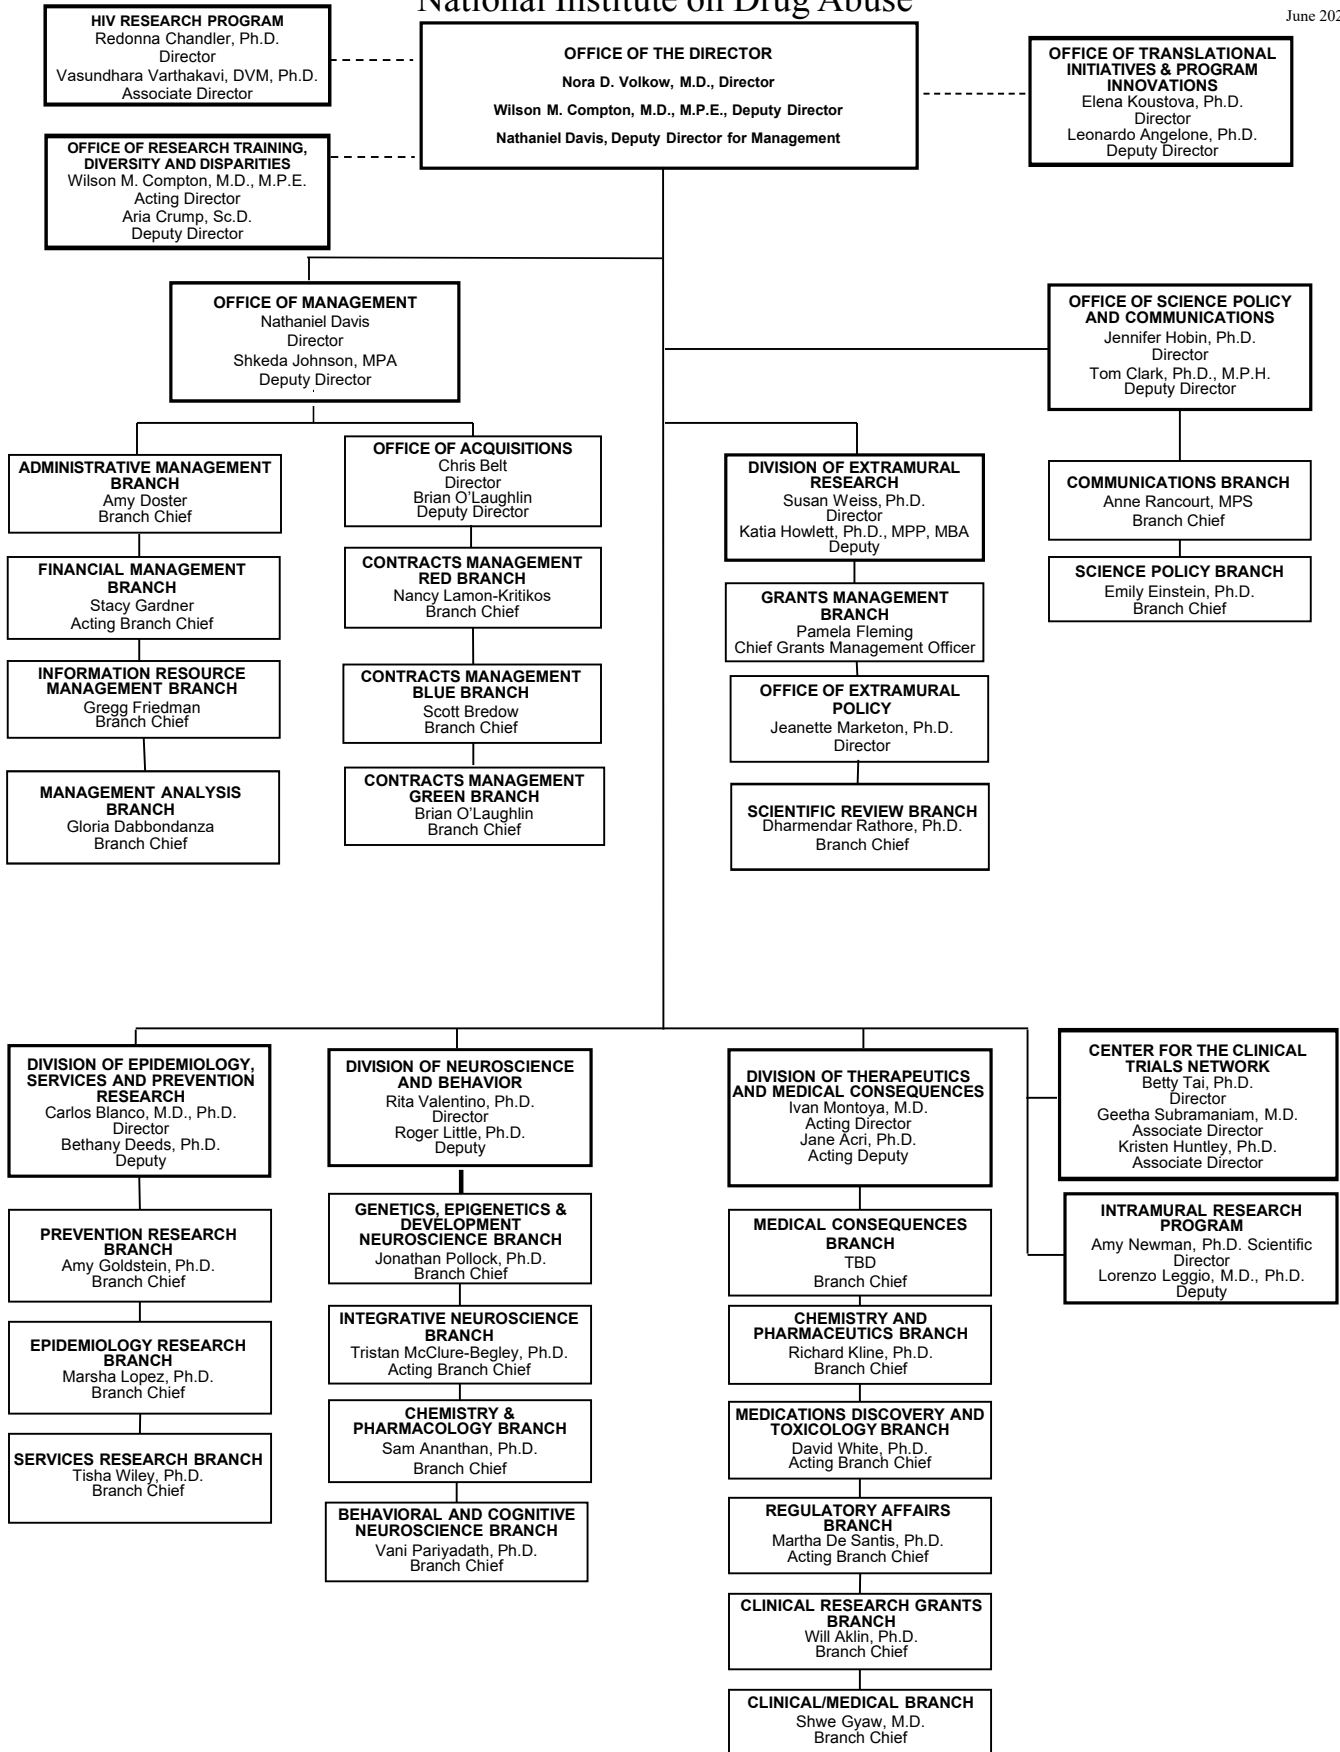 National Institute on Drug Abuse
June 202
HIV RESEARCH PROGRAM
Redonna Chandler, Ph.D.
Director
Vasundhara Varthakavi, DVM, Ph.D.
Associate Director
OFFICE OF THE DIRECTOR
Nora D. Volkow, M.D., Director
Wilson M. Compton, M.D., M.P.E., Deputy Director
Nathaniel Davis, Deputy Director for Management
OFFICE OF TRANSLATIONAL
INITIATIVES & PROGRAM
INNOVATIONS
Elena Koustova, Ph.D.
Director
Leonardo Angelone, Ph.D.
Deputy Director
OFFICE OF RESEARCH TRAINING,
DIVERSITY AND DISPARITIES
Wilson M. Compton, M.D., M.P.E.
Acting Director
Aria Crump, Sc.D.
Deputy Director
OFFICE OF MANAGEMENT
Nathaniel Davis
Director
Shkeda Johnson, MPA
Deputy Director
OFFICE OF SCIENCE POLICY
AND COMMUNICATIONS
Jennifer Hobin, Ph.D.
Director
Tom Clark, Ph.D., M.P.H.
Deputy Director
ADMINISTRATIVE MANAGEMENT
BRANCH
Amy Doster
Branch Chief
FINANCIAL MANAGEMENT
BRANCH
Stacy Gardner
Acting Branch Chief
INFORMATION RESOURCE
MANAGEMENT BRANCH
Gregg Friedman
Branch Chief
MANAGEMENT ANALYSIS
BRANCH
Gloria Dabbondanza
Branch Chief
OFFICE OF ACQUISITIONS
Chris Belt
Director
Brian O’Laughlin
Deputy Director
CONTRACTS MANAGEMENT
RED BRANCH
Nancy Lamon-Kritikos
Branch Chief
CONTRACTS MANAGEMENT
BLUE BRANCH
Scott Bredow
Branch Chief
CONTRACTS MANAGEMENT
GREEN BRANCH
Brian O’Laughlin
Branch Chief
DIVISION OF EXTRAMURAL
RESEARCH
Susan Weiss, Ph.D.
Director
Katia Howlett, Ph.D., MPP, MBA
Deputy
GRANTS MANAGEMENT
BRANCH
Pamela Fleming
Chief Grants Management Officer
OFFICE OF EXTRAMURAL
POLICY
Jeanette Marketon, Ph.D.
Director
SCIENTIFIC REVIEW BRANCH
Dharmendar Rathore, Ph.D.
Branch Chief
COMMUNICATIONS BRANCH
Anne Rancourt, MPS
Branch Chief
SCIENCE POLICY BRANCH
Emily Einstein, Ph.D.
Branch Chief
DIVISION OF EPIDEMIOLOGY,
SERVICES AND PREVENTION
RESEARCH
Carlos Blanco, M.D., Ph.D.
Director
Bethany Deeds, Ph.D.
Deputy
PREVENTION RESEARCH
BRANCH
Amy Goldstein, Ph.D.
Branch Chief
EPIDEMIOLOGY RESEARCH
BRANCH
Marsha Lopez, Ph.D.
Branch Chief
SERVICES RESEARCH BRANCH
Tisha Wiley, Ph.D.
Branch Chief
DIVISION OF NEUROSCIENCE
AND BEHAVIOR
Rita Valentino, Ph.D.
Director
Roger Little, Ph.D.
Deputy
GENETICS, EPIGENETICS &
DEVELOPMENT
NEUROSCIENCE BRANCH
Jonathan Pollock, Ph.D.
Branch Chief
INTEGRATIVE NEUROSCIENCE
BRANCH
Tristan McClure-Begley, Ph.D.
Acting Branch Chief
CHEMISTRY &
PHARMACOLOGY BRANCH
Sam Ananthan, Ph.D.
Branch Chief
BEHAVIORAL AND COGNITIVE
NEUROSCIENCE BRANCH
Vani Pariyadath, Ph.D.
Branch Chief
DIVISION OF THERAPEUTICS
AND MEDICAL CONSEQUENCES
Ivan Montoya, M.D.
Acting Director
Jane Acri, Ph.D.
Acting Deputy
MEDICAL CONSEQUENCES
BRANCH
TBD
Branch Chief
CHEMISTRY AND
PHARMACEUTICS BRANCH
Richard Kline, Ph.D.
Branch Chief
MEDICATIONS DISCOVERY AND
TOXICOLOGY BRANCH
David White, Ph.D.
Acting Branch Chief
REGULATORY AFFAIRS
BRANCH
Martha De Santis, Ph.D.
Acting Branch Chief
CLINICAL RESEARCH GRANTS
BRANCH
Will Aklin, Ph.D.
Branch Chief
CLINICAL/MEDICAL BRANCH
Shwe Gyaw, M.D.
Branch Chief
CENTER FOR THE CLINICAL
TRIALS NETWORK
Betty Tai, Ph.D.
Director
Geetha Subramaniam, M.D.
Associate Director
Kristen Huntley, Ph.D.
Associate Director
INTRAMURAL RESEARCH
PROGRAM
Amy Newman, Ph.D. Scientific
Director
Lorenzo Leggio, M.D., Ph.D.
Deputy